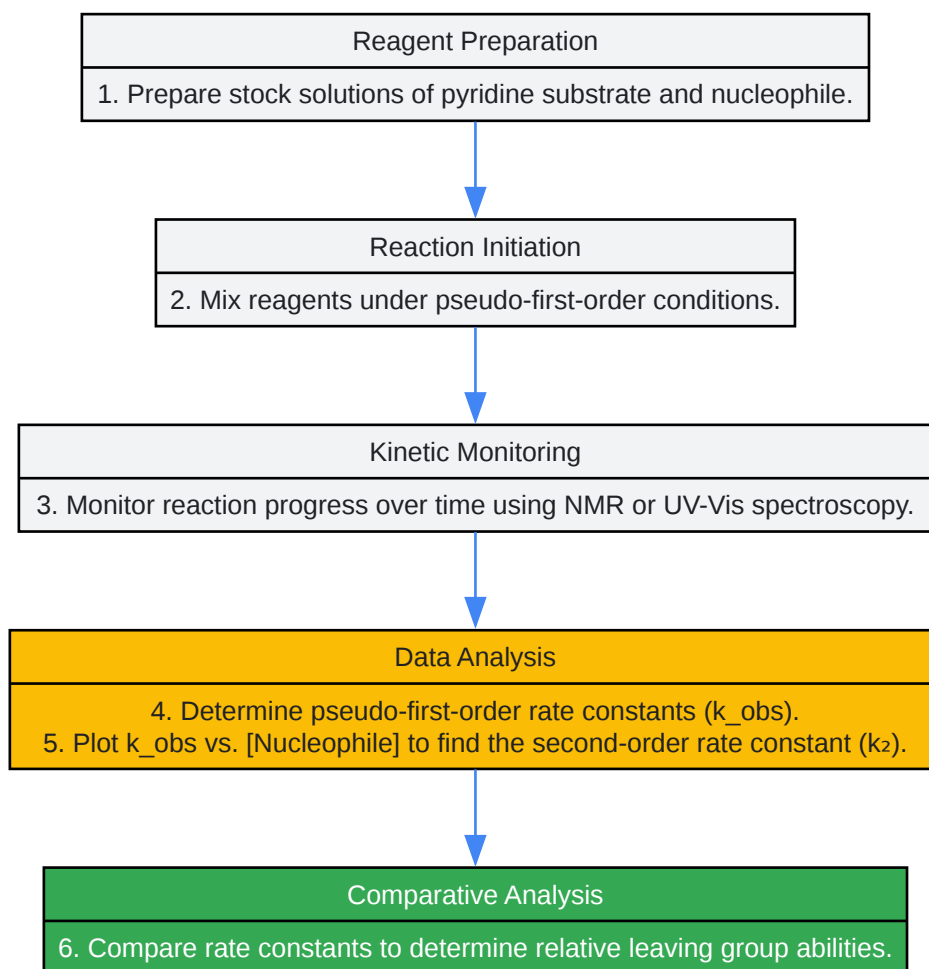 Reagent Preparation
1. Prepare stock solutions of pyridine substrate and nucleophile.
Reaction Initiation
2. Mix reagents under pseudo-first-order conditions.
Kinetic Monitoring
3. Monitor reaction progress over time using NMR or UV-Vis spectroscopy.
Data Analysis
4. Determine pseudo-first-order rate constants (k_obs).
5. Plot k_obs vs. [Nucleophile] to find the second-order rate constant (k₂).
Comparative Analysis
6. Compare rate constants to determine relative leaving group abilities.